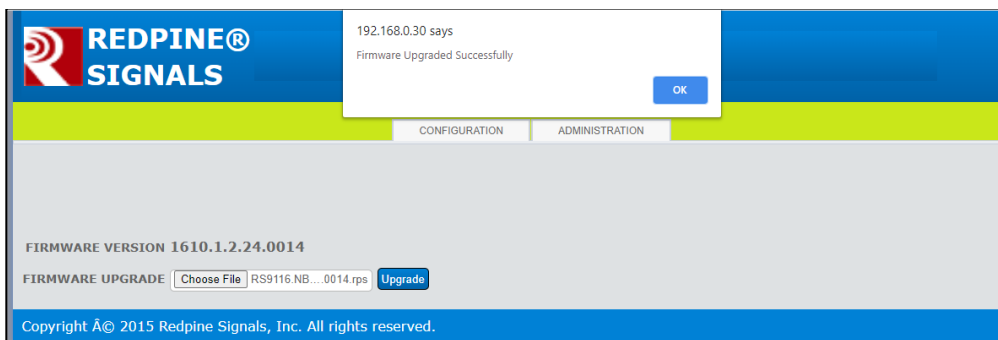 REDPINE®
SIGNALS
192.168.0.30 says
Firmware Upgraded Successfully
OK
CONFIGURATION ADMINISTRATION
FIRMWARE VERSION 1610.1.2.24.0014
FIRMWARE UPGRADE Choose File RS9116.NB....0014.rps Upgrade
Copyright Â© 2015 Redpine Signals, Inc. All rights reserved.